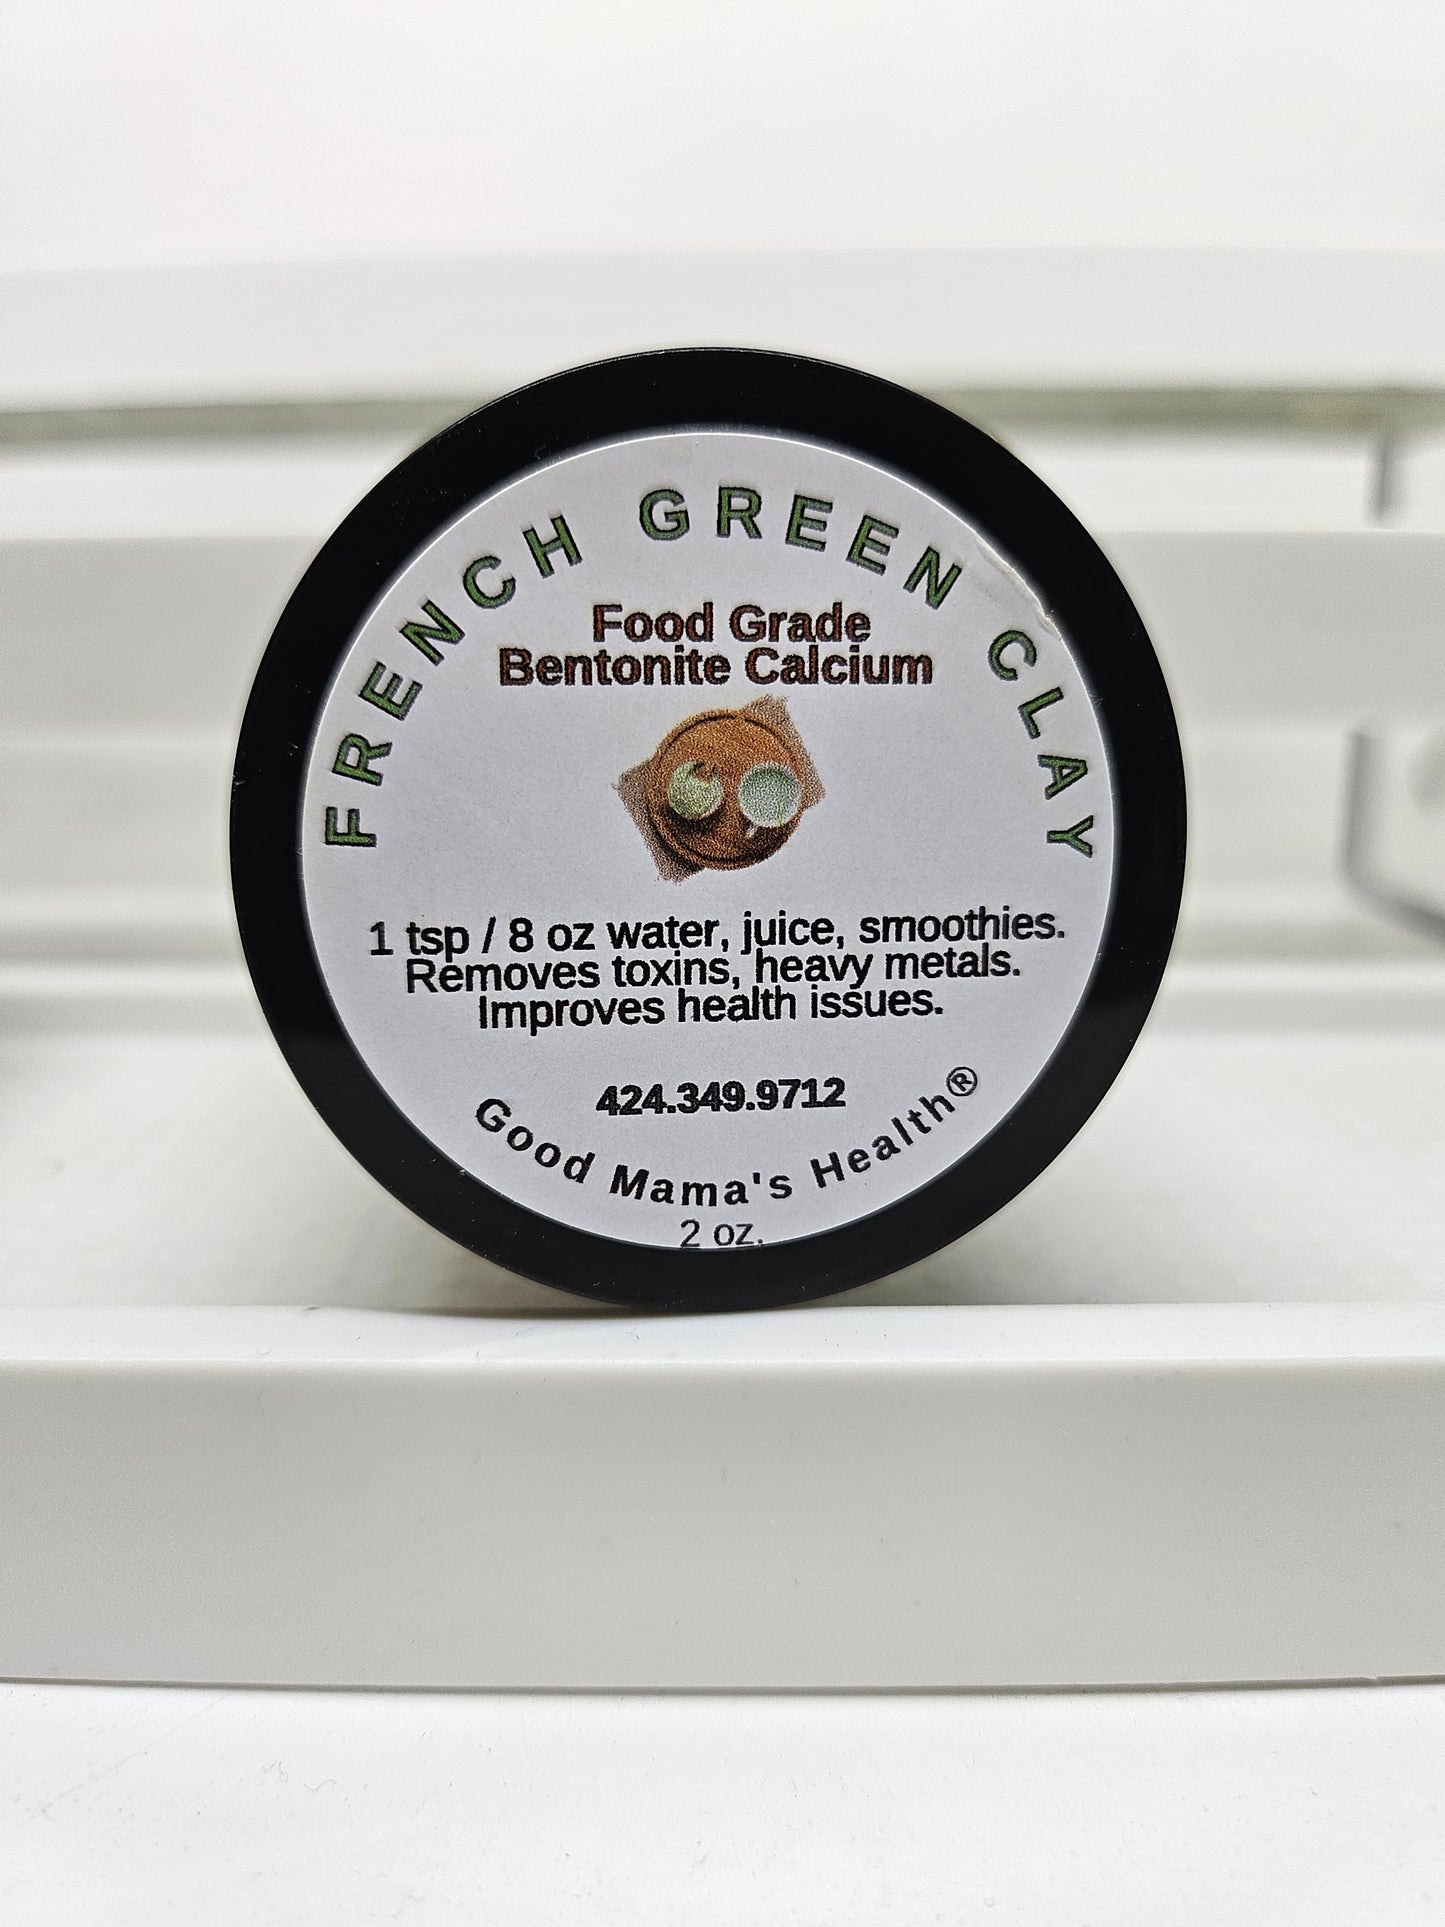 FRENCH GREEN CLAY
Food Grade
Bentonite Calcium
1 tsp / 8 oz water, juice, smoothies.
Removes toxins, heavy metals.
Improves health issues.
424.349.9712
Good Mama's Health®
2 oz.